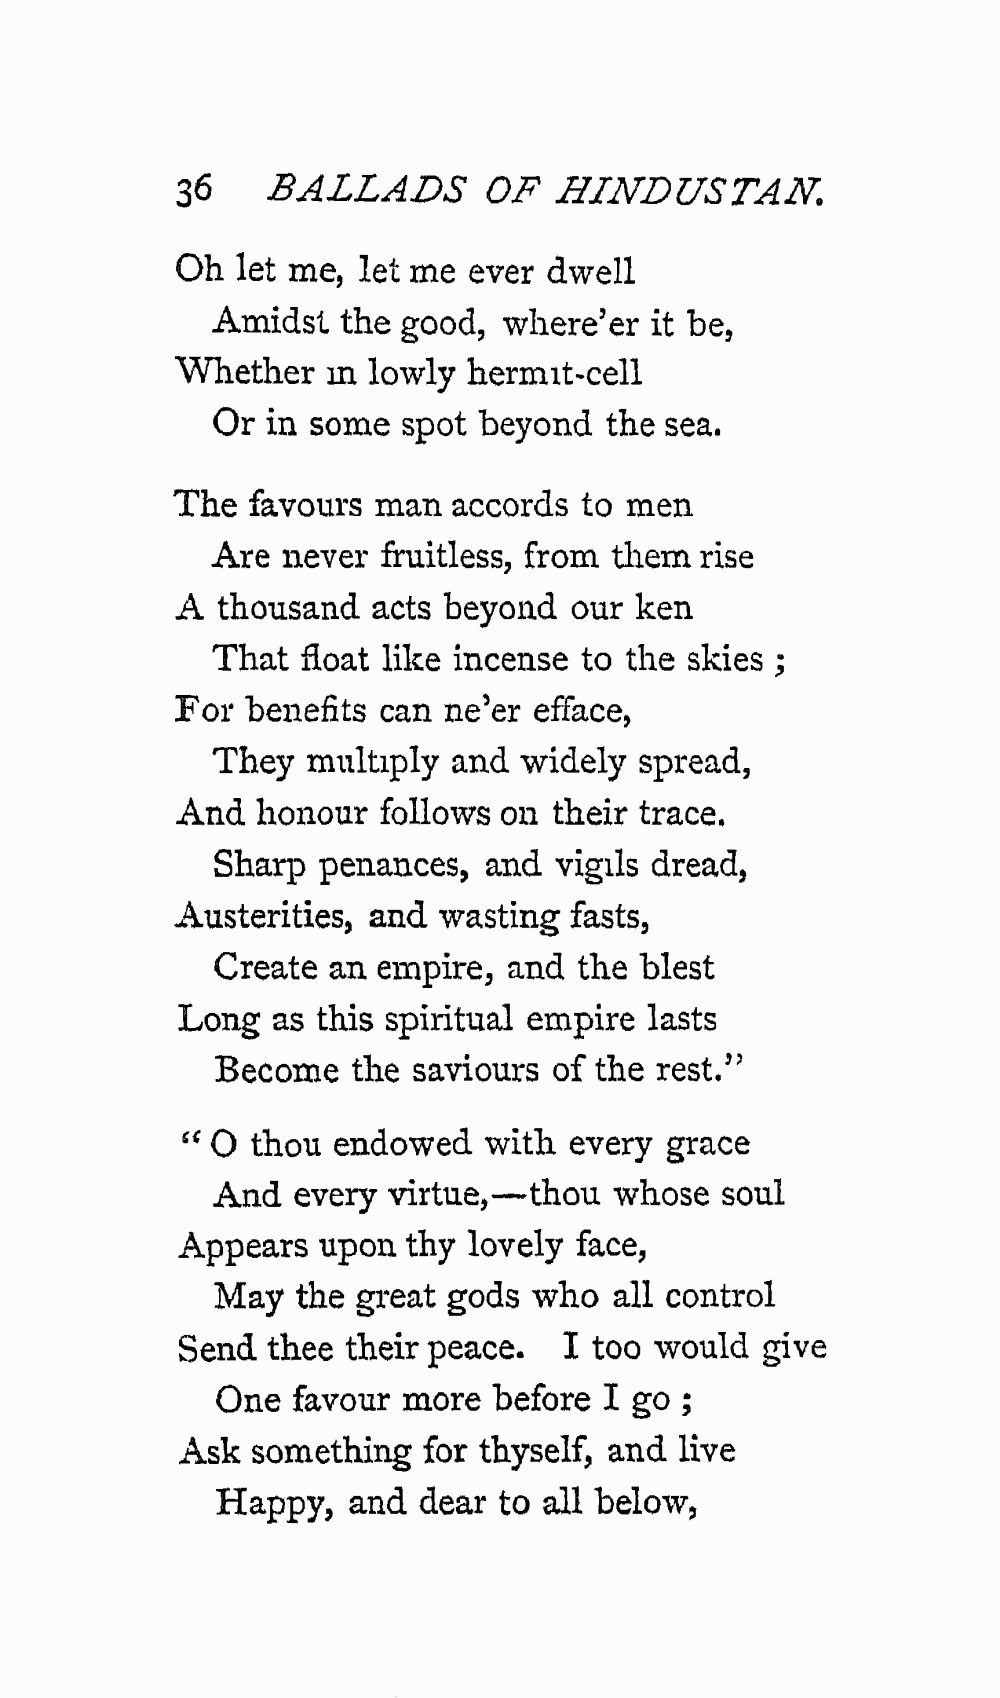 36 BALLADS OF HINDUSTAN.
Oh let me, let me ever dwell
Amidst the good, where'er it be,
Whether in lowly hermit-cell
Or in some spot beyond the sea.
The favours man accords to men
Are never fruitless, from them rise
A thousand acts beyond our ken
That float like incense to the skies ;
For benefits can ne'er efface,
They multiply and widely spread,
And honour follows on their trace.
Sharp penances, and vigils dread,
Austerities, and wasting fasts,
Create an empire, and the blest
Long as this spiritual empire lasts
Become the saviours of the rest."
" O thou endowed with every grace
And every virtue,—thou whose soul
Appears upon thy lovely face,
May the great gods who all control
Send thee their peace. I too would give
One favour more before I go ;
Ask something for thyself, and live
Happy, and dear to all below,